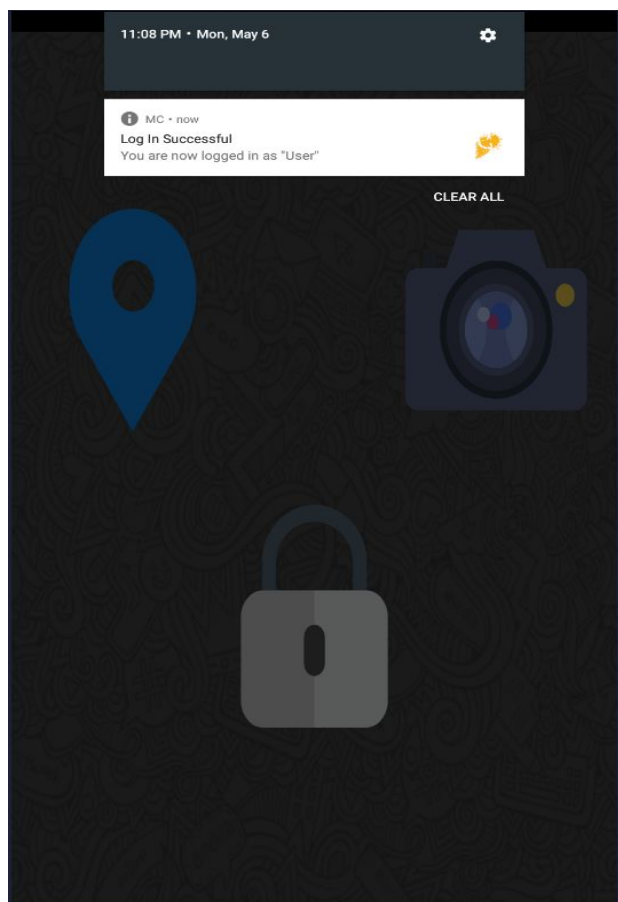 11:08 PM • Mon, May 6
MC • now
Log In Successful
You are now logged in as "User"
CLEAR ALL